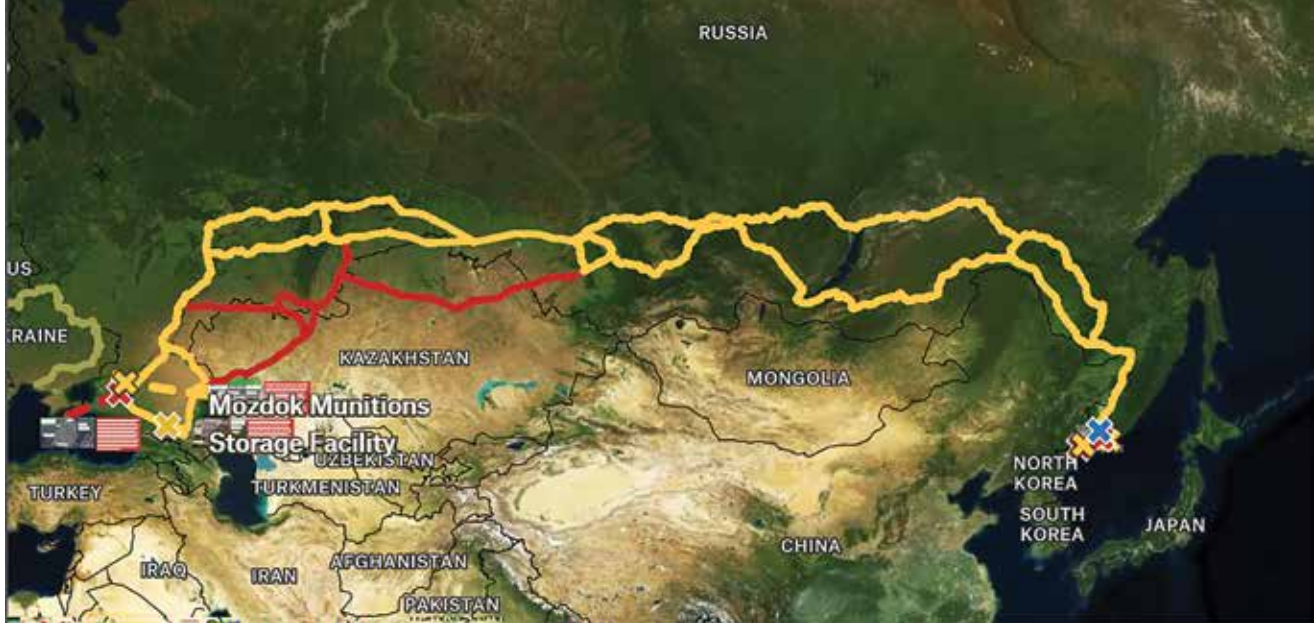 RUSSIA
US
KRAINE
KAZAKHSTAN
MONGOLIA
Mozdok Munitions
Storage Facility
UZBEKISTAN
TURKMENISTAN
TURKEY
NORTH
KOREA
SOUTH
KOREA
JAPAN
CHINA
AFGHANISTAN
IRAQ
IRAN
PAKISTAN